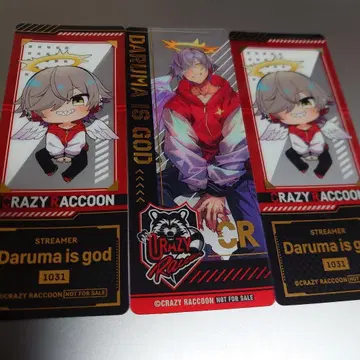 CRAZY RACCOON
STREAMER
Daruma is god
1031
©CRAZY RACCOON NOT FOR SALE
DARUMA IS GOD
CRAZY
Rac
CR
©CRAZY RACCOON NOT FOR SALE
CRAZY RACCOON
STREAMER
Daruma is god
1031
©CRAZY RACCOON NOT FOR SALE